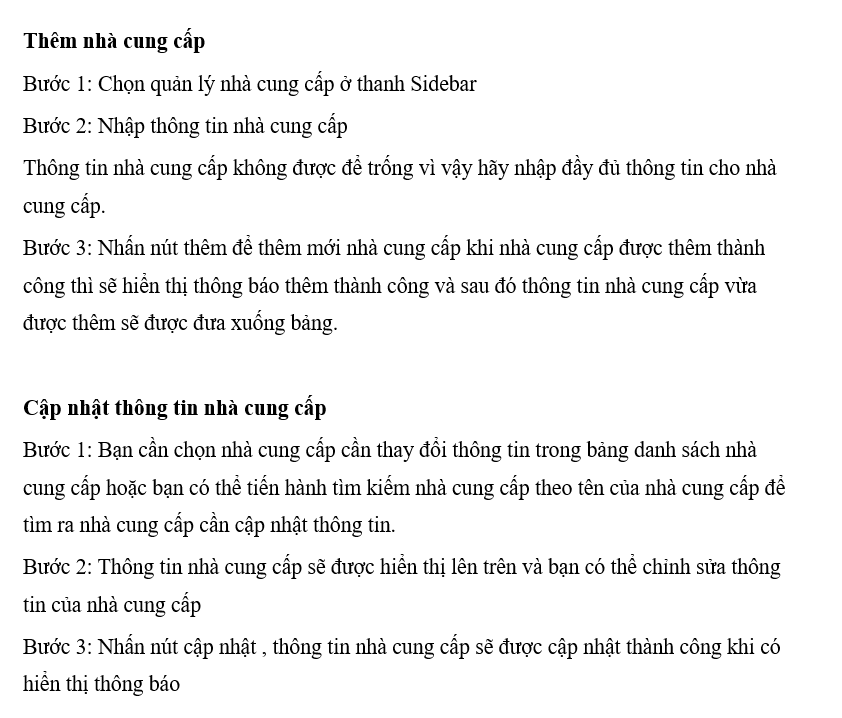 Thêm nhà cung cấp
Bước 1: Chọn quản lý nhà cung cấp ở thanh Sidebar
Bước 2: Nhập thông tin nhà cung cấp
Thông tin nhà cung cấp không được để trống vì vậy hãy nhập đầy đủ thông tin cho nhà
cung cấp.
Bước 3: Nhấn nút thêm để thêm mới nhà cung cấp khi nhà cung cấp được thêm thành
công thì sẽ hiển thị thông báo thêm thành công và sau đó thông tin nhà cung cấp vừa
được thêm sẽ được đưa xuống bảng.
Cập nhật thông tin nhà cung cấp
Bước 1: Bạn cần chọn nhà cung cấp cần thay đổi thông tin trong bảng danh sách nhà
cung cấp hoặc bạn có thể tiến hành tìm kiếm nhà cung cấp theo tên của nhà cung cấp để
tìm ra nhà cung cấp cần cập nhật thông tin.
Bước 2: Thông tin nhà cung cấp sẽ được hiển thị lên trên và bạn có thể chỉnh sửa thông
tin của nhà cung cấp
Bước 3: Nhấn nút cập nhật , thông tin nhà cung cấp sẽ được cập nhật thành công khi có
hiển thị thông báo